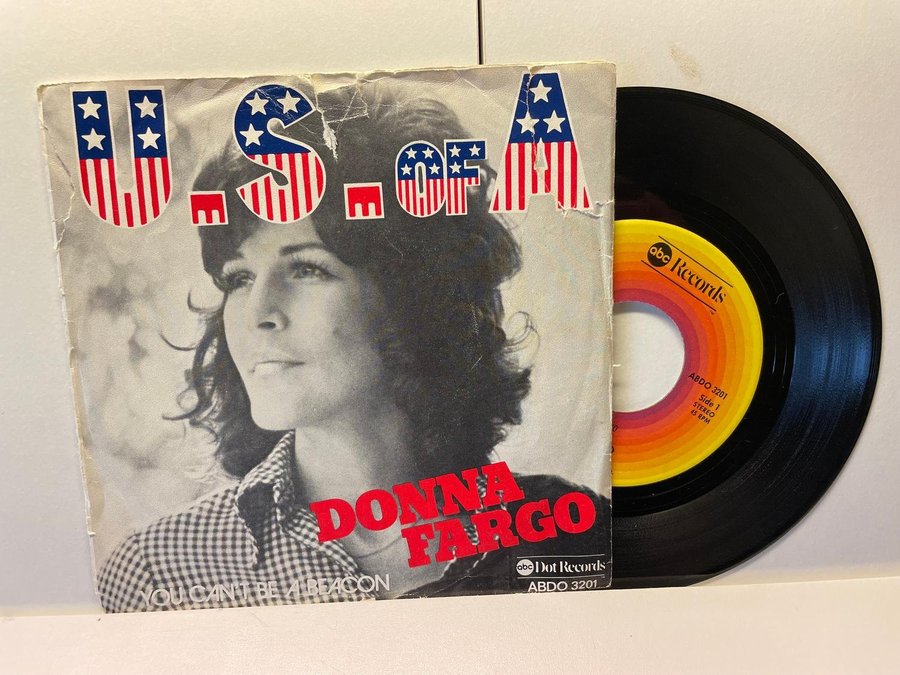 U.S. OF A
DONNA
FARGO
YOU CAN'T BE A BEACON
abc Dot Records
ABDO 3201
abc Records
ABDO 3201
Side 1
STEREO
45 RPM